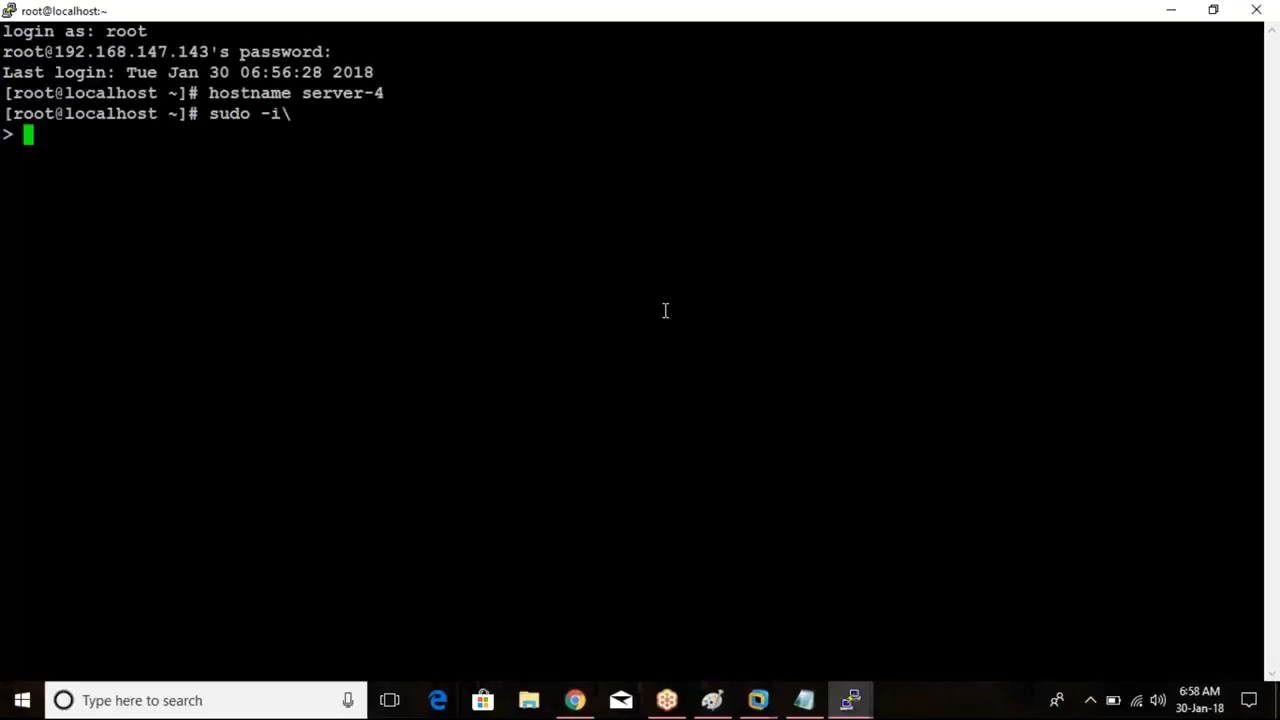 root@localhost:~
login as: root
root@192.168.147.143's password:
Last login: Tue Jan 30 06:56:28 2018
[root@localhost ~]# hostname server-4
[root@localhost ~]# sudo -i\
>
Type here to search
6:58 AM
30-Jan-18